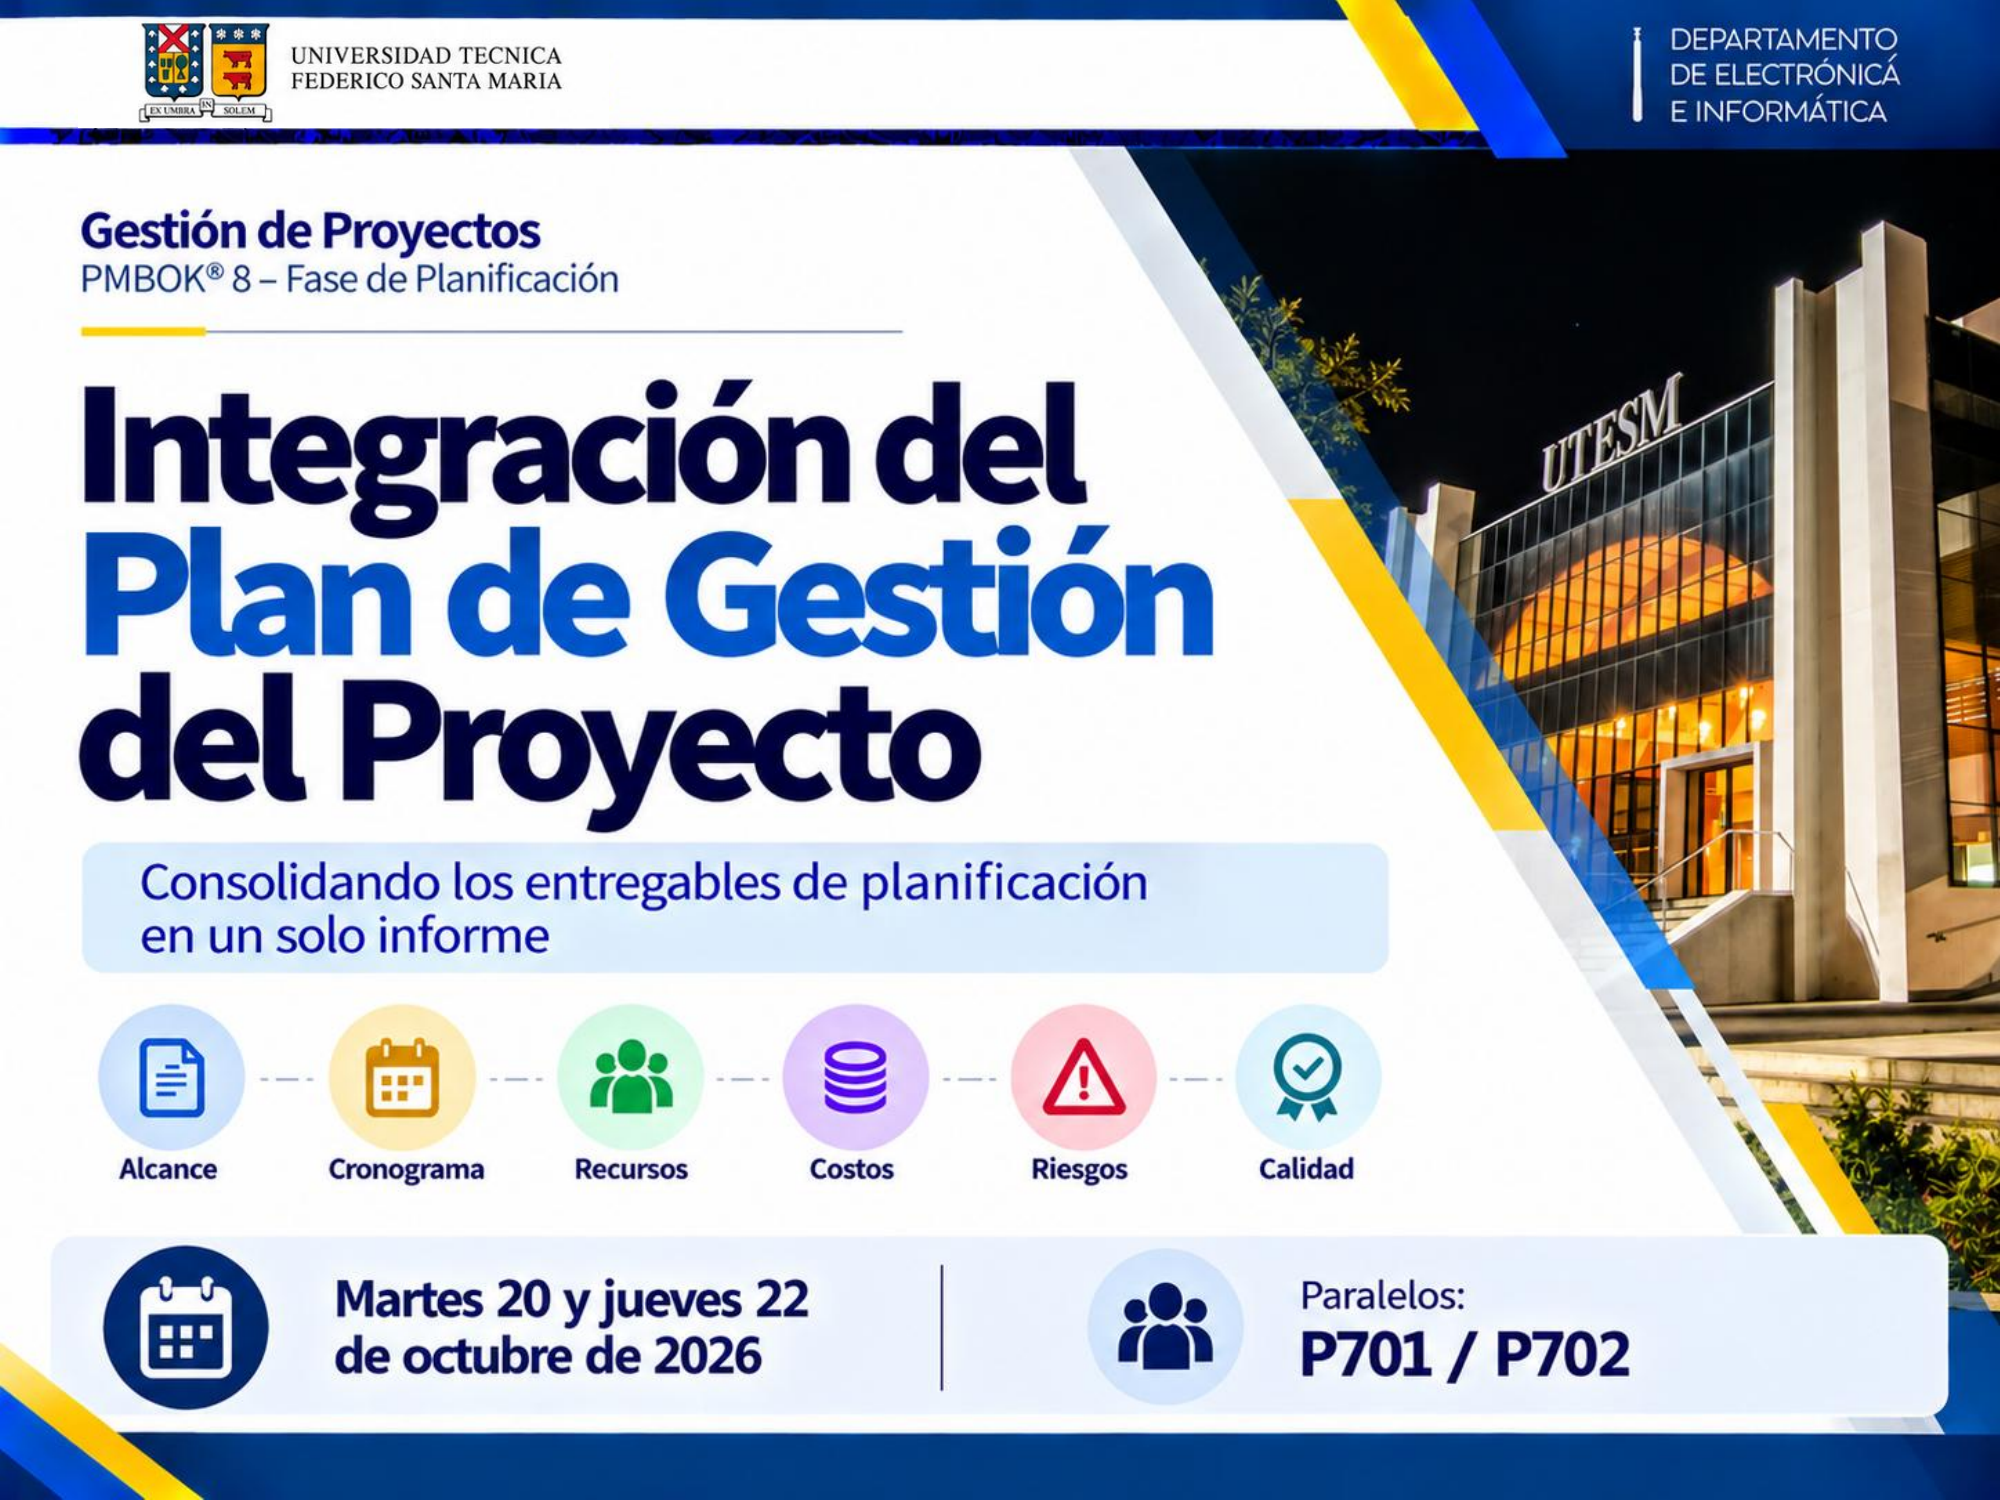 EX UMBRA IN SOLEM
UNIVERSIDAD TECNICA
FEDERICO SANTA MARIA
DEPARTAMENTO
DE ELECTRÓNICÁ
E INFORMÁTICA
Gestión de Proyectos
PMBOK® 8 – Fase de Planificación
UTESM
Integración del
Plan de Gestión
del Proyecto
Consolidando los entregables de planificación
en un solo informe
Alcance
Cronograma
Recursos
Costos
Riesgos
Calidad
Martes 20 y jueves 22
de octubre de 2026
Paralelos:
P701 / P702